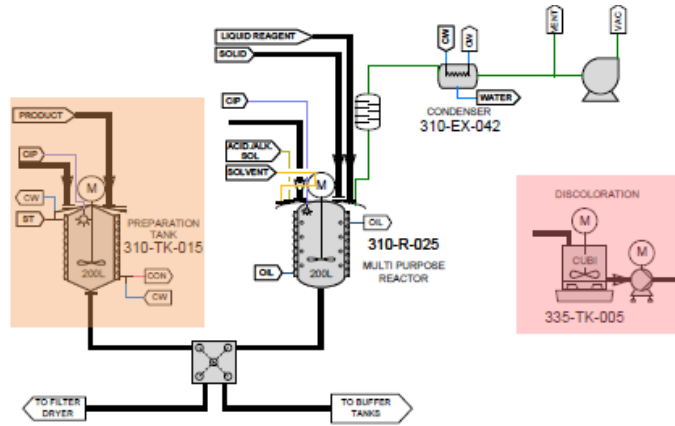 LIQUID REAGENT
SOLID
CW
CW
VENT
VAC
WATER
CONDENSER
310-EX-042
PRODUCT
CIP
CIP
ACID./ALK.
SOL
SOLVENT
M
M
CW
ST
PREPARATION
TANK
310-TK-015
200L
CON
CW
OIL
310-R-025
MULTI PURPOSE
REACTOR
OIL
200L
DISCOLORATION
M
M
CUBI
335-TK-005
TO FILTER
DRYER
TO BUFFER
TANKS